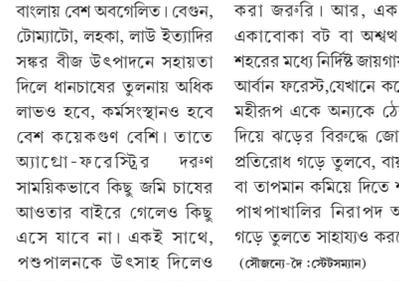 বাংলায় বেশ অবহেলিত। বেগুন,
টোম্যাটো, লহকা, লাউ ইত্যাদির
সঙ্কর বীজ উৎপাদনে সহায়তা
দিলে ধানচাষের তুলনায় অধিক
লাভও হবে, কর্মসংস্থানও হবে
বেশ কয়েকগুণ বেশি। তাতে
অ্যাগ্রো-ফরেস্ট্রির দরুণ
সাময়িকভাবে কিছু জমি চাষের
আওতার বাইরে গেলেও কিছু
এসে যাবে না। একই সাথে,
পশুপালনকে উৎসাহ দিলেও
করা জরুরি। আর, এক
একাবোকা বট বা অশ্বত্থ
শহরের মধ্যে নির্দিষ্ট
আর্বান ফরেস্ট,যেখানে
মহীরূপ একে অন্যকে
দিয়ে ঝড়ের বিরুদ্ধে
প্রতিরোধ গড়ে তুলবে,
বা তাপমান কমিয়ে দিতে
পাখপাখালির নিরাপদ
গড়ে তুলতে সাহায্যও
(সৌজন্যে-দৈ :স্টেটসম্যান)